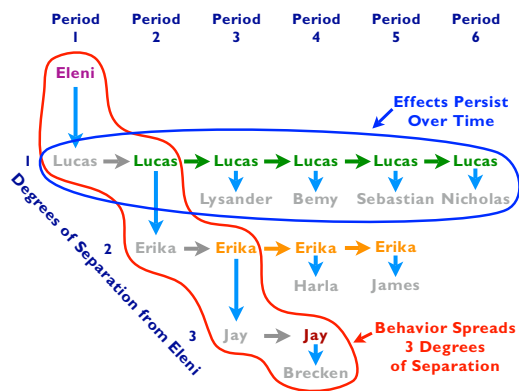 Period Period Period Period Period Period
1 2 3 4 5 6
Eleni
Effects Persist
Over Time
1 Lucas Lucas Lucas Lucas Lucas Lucas
Lysander Bemy Sebastian Nicholas
Degrees of Separation from Eleni
2 Erika Erika Erika Erika
Harla James
3 Jay Jay
Brecken
Behavior Spreads
3 Degrees
of Separation